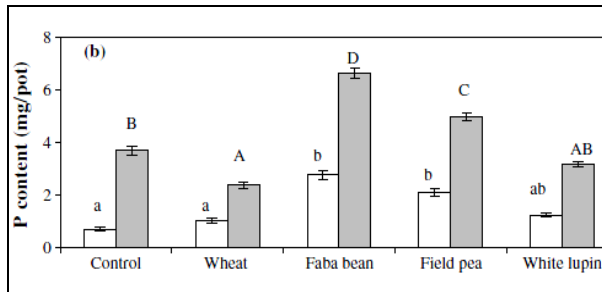 P content (mg/pot)
8
6
4
2
0
(b)
a
B
a
A
b
D
b
C
ab
AB
Control
Wheat
Faba bean
Field pea
White lupin